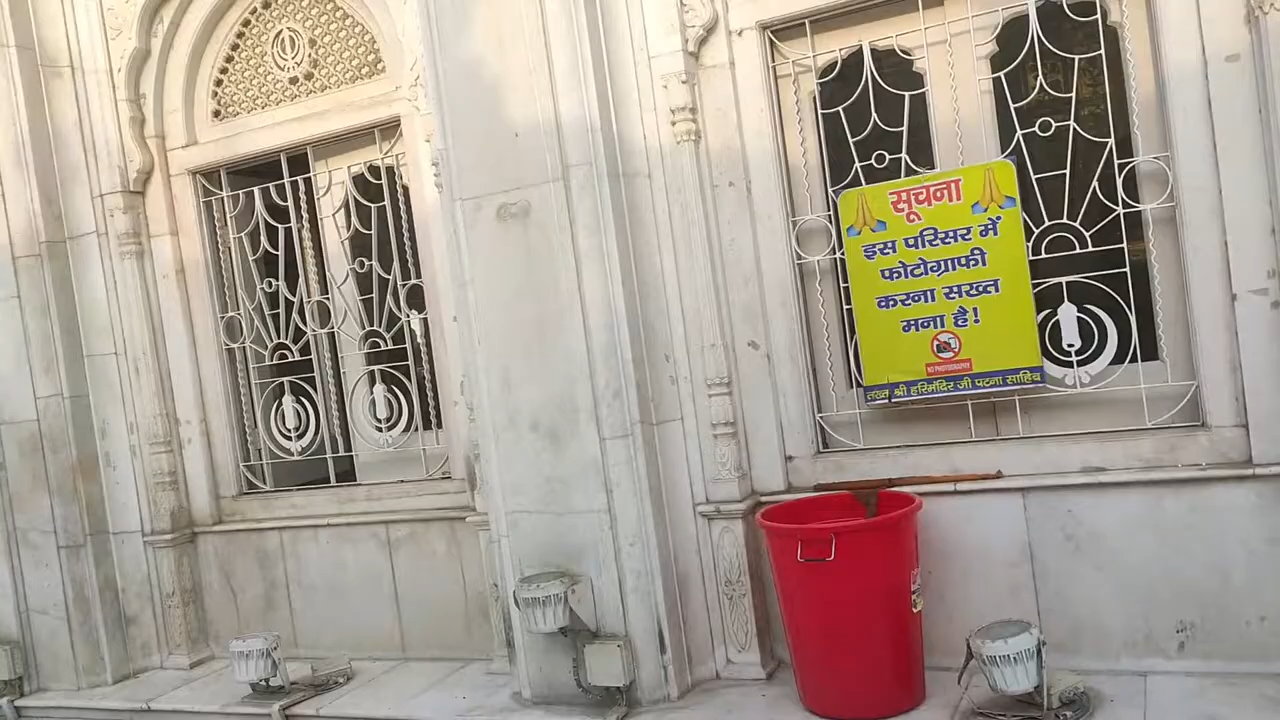 सूचना
इस परिसर में
फोटोग्राफी
करना सख्त
मना है!
NO PHOTOGRAPHY
तख्त श्री हरिमंदिर जी पटना साहिब